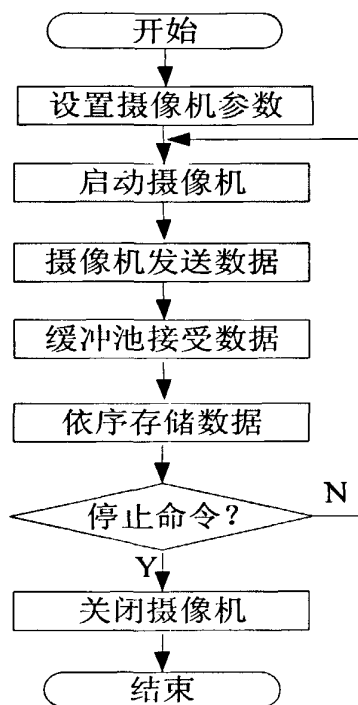 开始
设置摄像机参数
启动摄像机
摄像机发送数据
缓冲池接受数据
依序存储数据
停止命令?
N
Y
关闭摄像机
结束